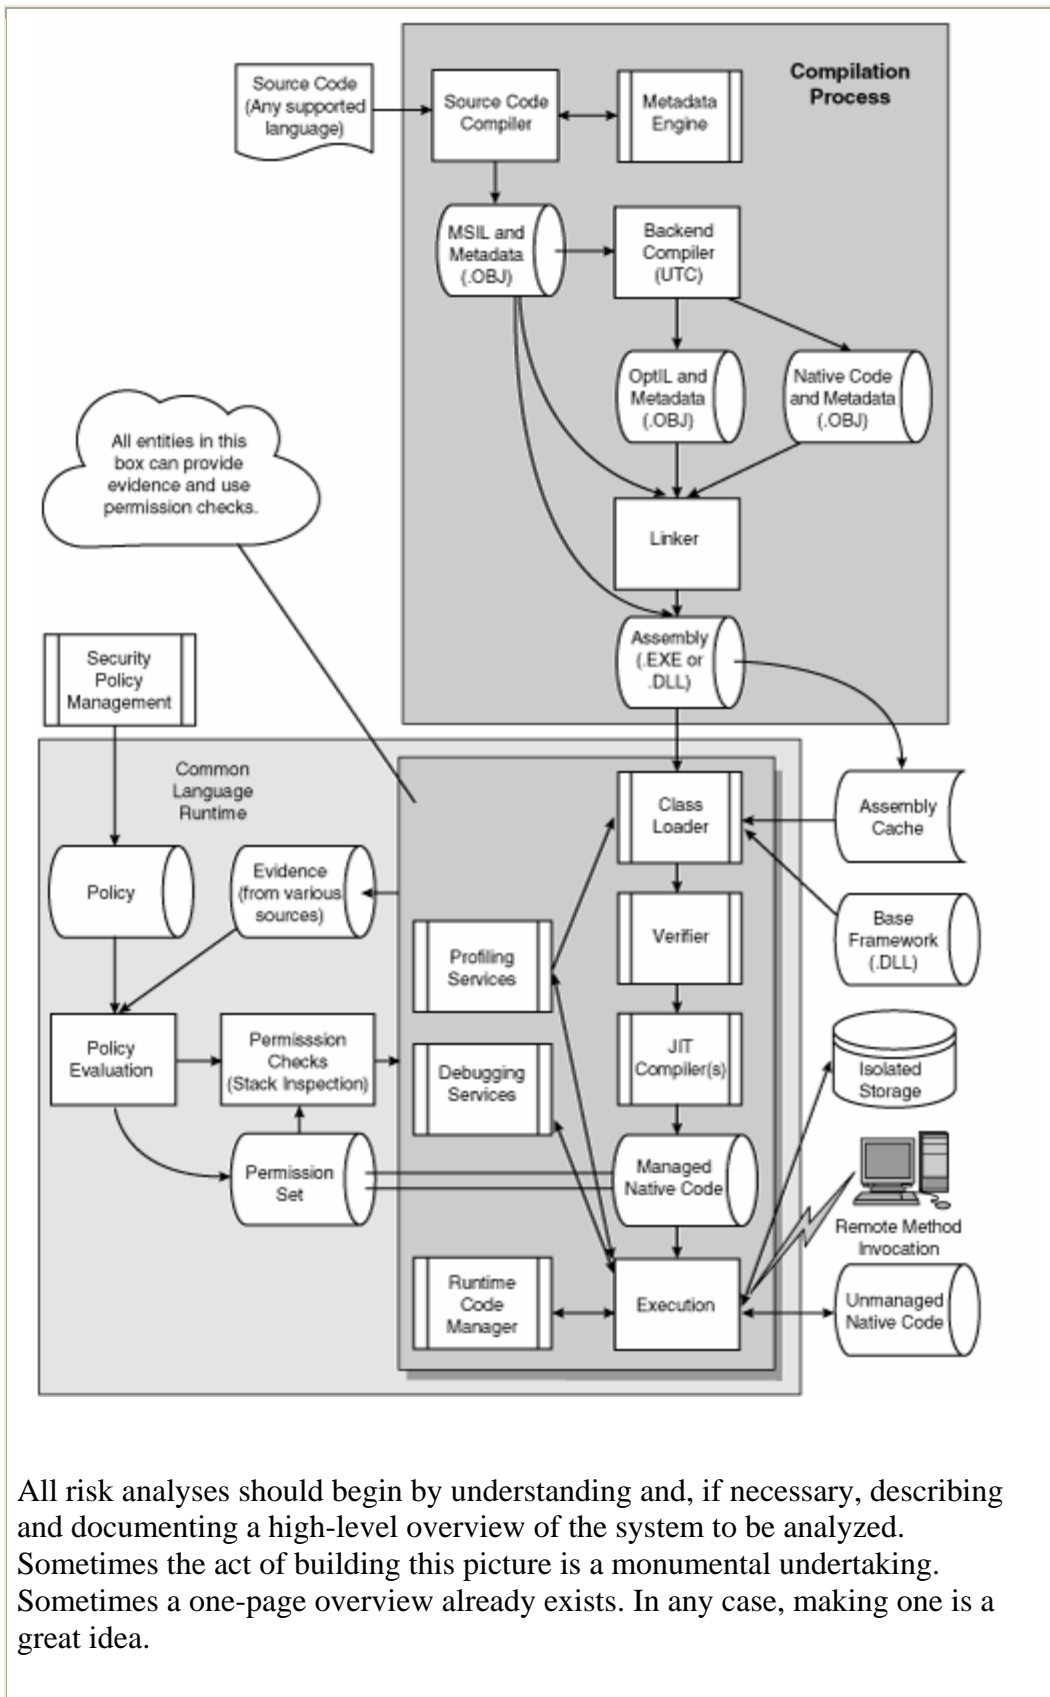 Compilation
Process
Source Code
(Any supported
language)
Source Code
Compiler
Metadata
Engine
MSIL and
Metadata
(.OBJ)
Backend
Compiler
(UTC)
OptIL and
Metadata
(.OBJ)
Native Code
and Metadata
(.OBJ)
All entities in this
box can provide
evidence and use
permission checks.
Linker
Assembly
(.EXE or
.DLL)
Security
Policy
Management
Common
Language
Runtime
Class
Loader
Assembly
Cache
Policy
Evidence
(from various
sources)
Verifier
Base
Framework
(.DLL)
Profiling
Services
Policy
Evaluation
Permisssion
Checks
(Stack Inspection)
Debugging
Services
JIT
Compiler(s)
Isolated
Storage
Permission
Set
Managed
Native Code
Remote Method
Invocation
Runtime
Code
Manager
Execution
Unmanaged
Native Code
All risk analyses should begin by understanding and, if necessary, describing
and documenting a high-level overview of the system to be analyzed.
Sometimes the act of building this picture is a monumental undertaking.
Sometimes a one-page overview already exists. In any case, making one is a
great idea.